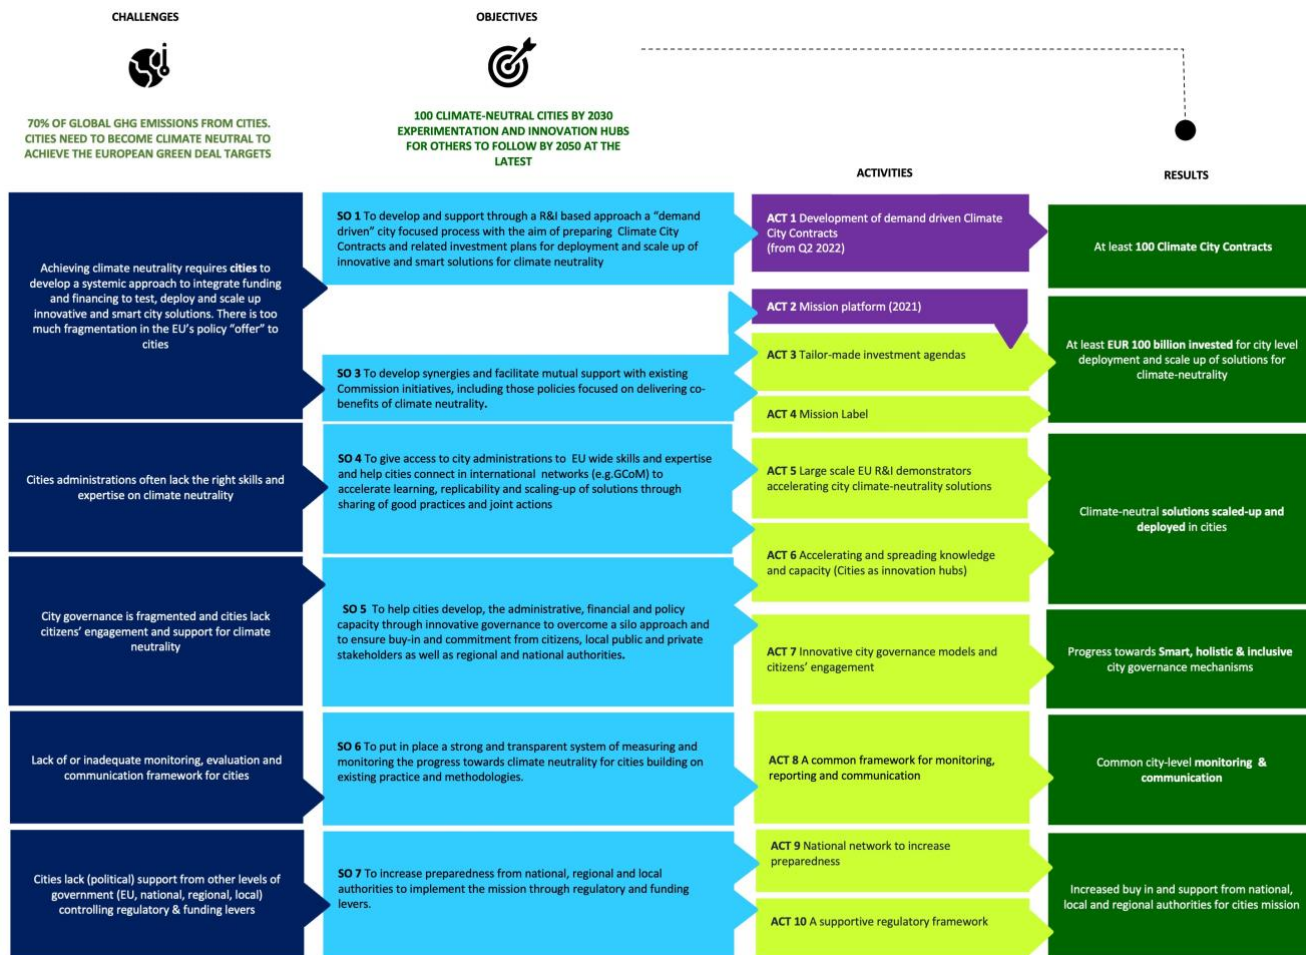 CHALLENGES
70% OF GLOBAL GHG EMISSIONS FROM CITIES.
CITIES NEED TO BECOME CLIMATE NEUTRAL TO
ACHIEVE THE EUROPEAN GREEN DEAL TARGETS
Achieving climate neutrality requires cities to
develop a systemic approach to integrate funding
and financing to test, deploy and scale up
innovative and smart city solutions. There is too
much fragmentation in the EU's policy “offer” to
cities
Cities administrations often lack the right skills and
expertise on climate neutrality
City governance is fragmented and cities lack
citizens’ engagement and support for climate
neutrality
Lack of or inadequate monitoring, evaluation and
communication framework for cities
Cities lack (political) support from other levels of
government (EU, national, regional, local)
controlling regulatory & funding levers
OBJECTIVES
100 CLIMATE-NEUTRAL CITIES BY 2030
EXPERIMENTATION AND INNOVATION HUBS
FOR OTHERS TO FOLLOW BY 2050 AT THE
LATEST
SO 1 To develop and support through a R&I based approach a “demand
driven” city focused process with the aim of preparing Climate City
Contracts and related investment plans for deployment and scale up of
innovative and smart solutions for climate neutrality
SO 3 To develop synergies and facilitate mutual support with existing
Commission initiatives, including those policies focused on delivering co-
benefits of climate neutrality.
SO 4 To give access to city administrations to EU wide skills and expertise
and help cities connect in international networks (e.g.GCoM) to
accelerate learning, replicability and scaling-up of solutions through
sharing of good practices and joint actions
SO 5 To help cities develop, the administrative, financial and policy
capacity through innovative governance to overcome a silo approach and
to ensure buy-in and commitment from citizens, local public and private
stakeholders as well as regional and national authorities.
SO 6 To put in place a strong and transparent system of measuring and
monitoring the progress towards climate neutrality for cities building on
existing practice and methodologies.
SO 7 To increase preparedness from national, regional and local
authorities to implement the mission through regulatory and funding
levers.
ACTIVITIES
ACT 1 Development of demand driven Climate
City Contracts
(from Q2 2022)
ACT 2 Mission platform (2021)
ACT 3 Tailor-made investment agendas
ACT 4 Mission Label
ACT 5 Large scale EU R&I demonstrators
accelerating city climate-neutrality solutions
ACT 6 Accelerating and spreading knowledge
and capacity (Cities as innovation hubs)
ACT 7 Innovative city governance models and
citizens’ engagement
ACT 8 A common framework for monitoring,
reporting and communication
ACT 9 National network to increase
preparedness
ACT 10 A supportive regulatory framework
RESULTS
At least 100 Climate City Contracts
At least EUR 100 billion invested for city level
deployment and scale up of solutions for
climate-neutrality
Climate-neutral solutions scaled-up and
deployed in cities
Progress towards Smart, holistic & inclusive
city governance mechanisms
Common city-level monitoring &
communication
Increased buy in and support from national,
local and regional authorities for cities mission